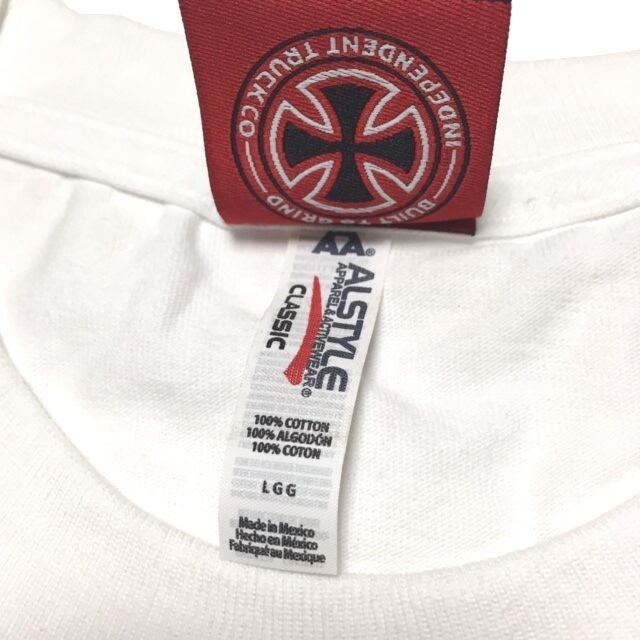 INDEPENDENT TRUCK CO
BUILT TO GRIND
AA®
ALSTYLE
APPAREL & ACTIVEWEAR®
CLASSIC
100% COTTON
100% ALGODÓN
100% COTON
LGG
Made in Mexico
Hecho en México
Fabriqué au Mexique